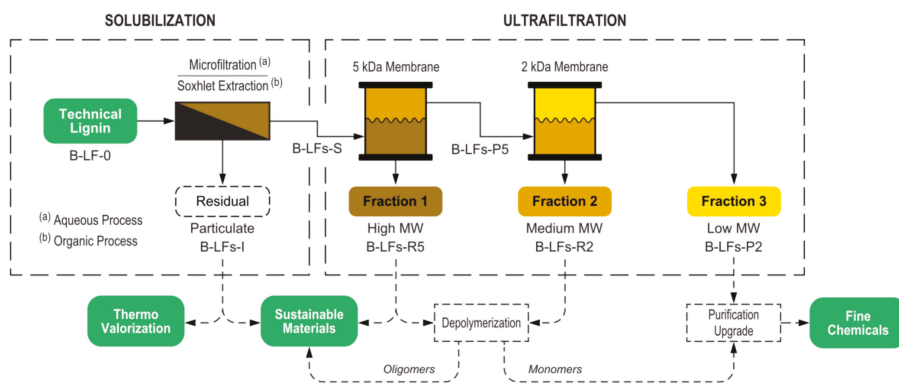 SOLUBILIZATION
ULTRAFILTRATION
Microfiltration (a)
Soxhlet Extraction (b)
5 kDa Membrane
2 kDa Membrane
Technical
Lignin
B-LF-0
B-LFs-S
B-LFs-P5
Residual
Fraction 1
Fraction 2
Fraction 3
(a) Aqueous Process
(b) Organic Process
Particulate
B-LFs-I
High MW
B-LFs-R5
Medium MW
B-LFs-R2
Low MW
B-LFs-P2
Thermo
Valorization
Sustainable
Materials
Depolymerization
Purification
Upgrade
Fine
Chemicals
Oligomers
Monomers